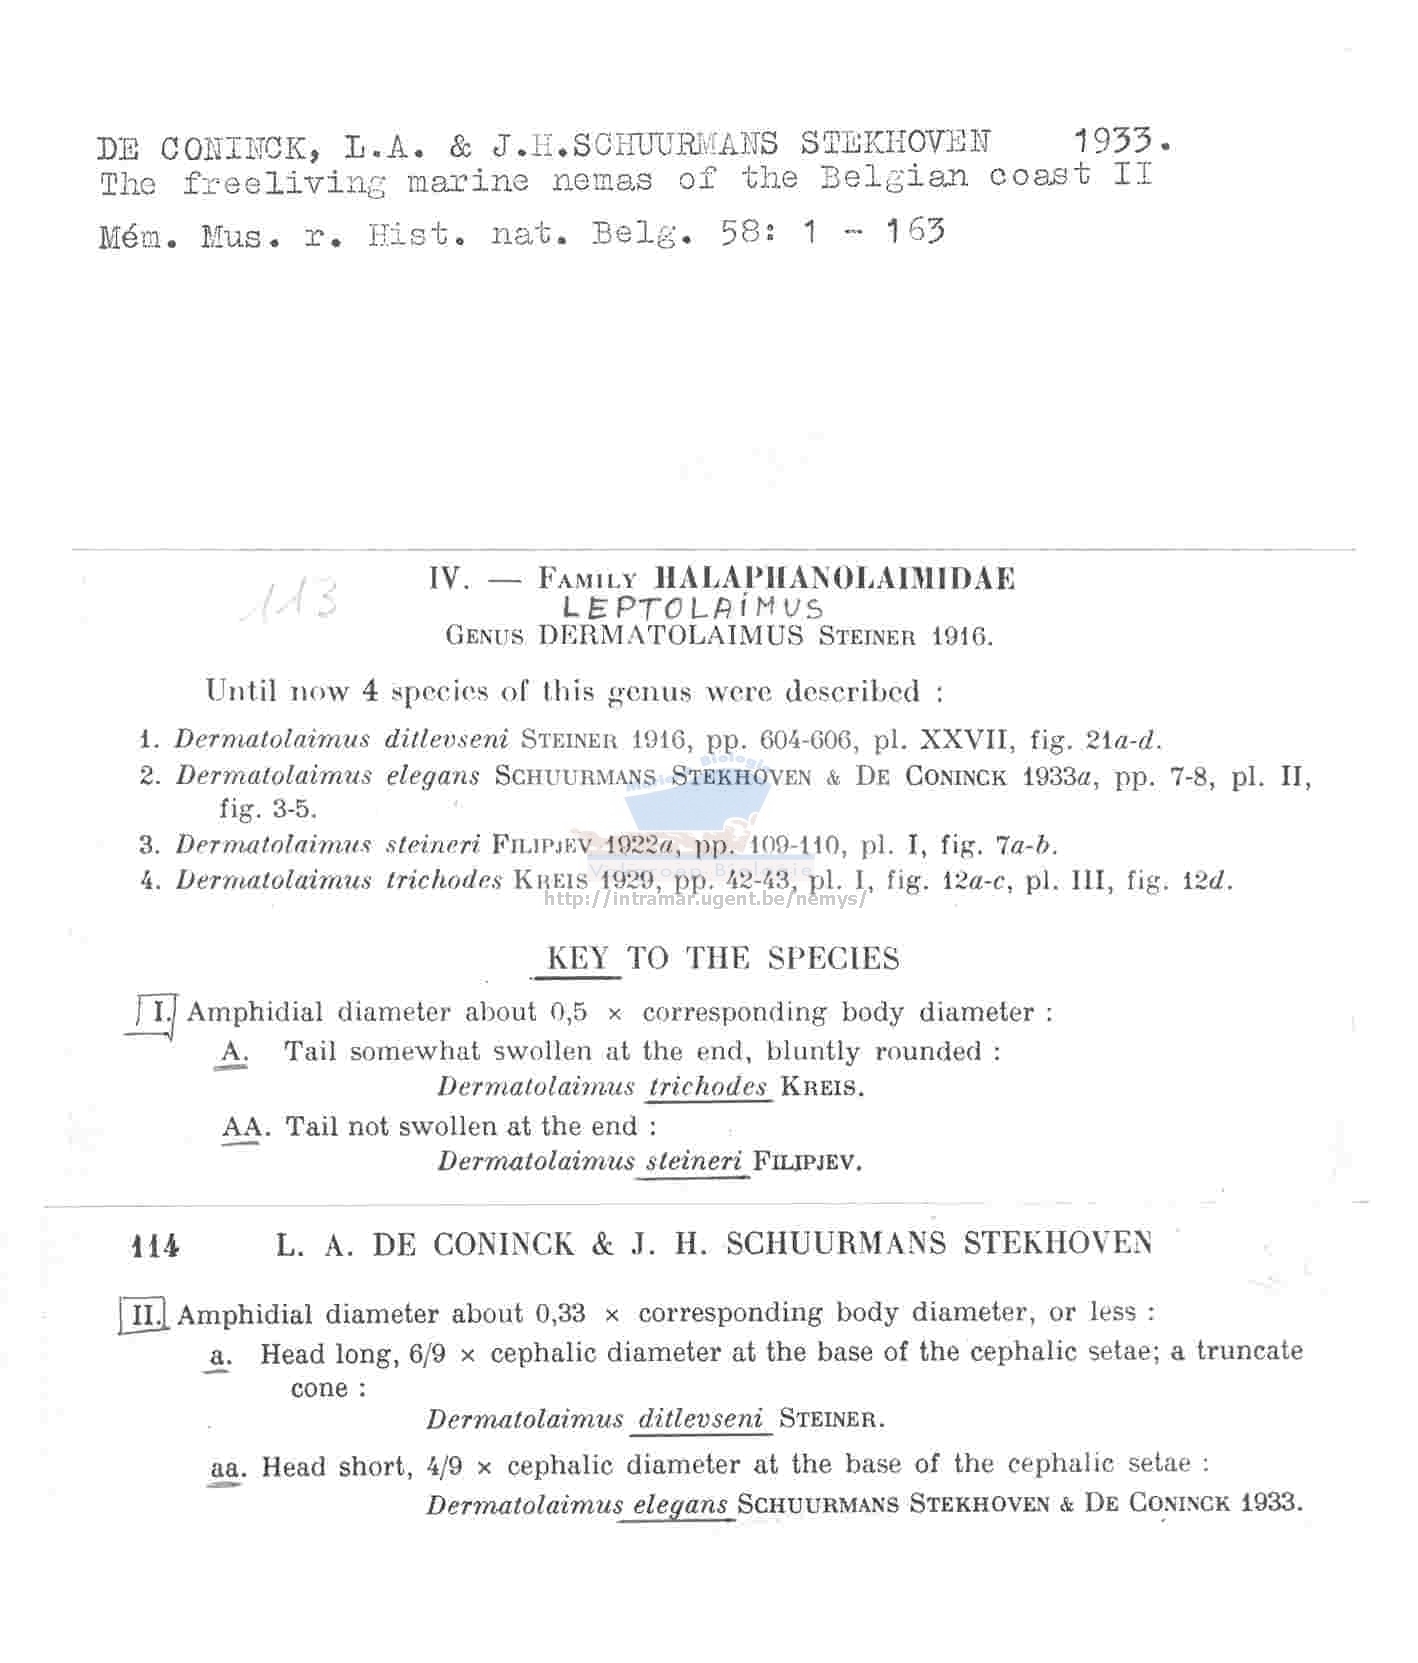 DE CONINCK, L.A. & J.H.SCHUURMANS STEKHOVEN 1933.
The freeliving marine nemas of the Belgian coast II
Mém. Mus. r. Hist. nat. Belg. 58: 1 - 163
113
IV. — FAMILY HALAPHANOLAIMIDAE
LEPTOLAIMUS
GENUS DERMATOLAIMUS STEINER 1916.
Until now 4 species of this genus were described :
1. Dermatolaimus ditlevseni STEINER 1916, pp. 604-606, pl. XXVII, fig. 21a-d.
2. Dermatolaimus elegans SCHUURMANS STEKHOVEN & DE CONINCK 1933a, pp. 7-8, pl. II,
fig. 3-5.
3. Dermatolaimus steineri FILIPJEV 1922a, pp. 109-110, pl. I, fig. 7a-b.
4. Dermatolaimus trichodes KREIS 1929, pp. 42-43, pl. I, fig. 12a-c, pl. III, fig. 12d.
http://intramar.ugent.be/nemys/
KEY TO THE SPECIES
I. Amphidial diameter about 0,5 × corresponding body diameter :
A. Tail somewhat swollen at the end, bluntly rounded :
Dermatolaimus trichodes KREIS.
AA. Tail not swollen at the end :
Dermatolaimus steineri FILIPJEV.
114 L. A. DE CONINCK & J. H. SCHUURMANS STEKHOVEN
II. Amphidial diameter about 0,33 × corresponding body diameter, or less :
a. Head long, 6/9 × cephalic diameter at the base of the cephalic setae; a truncate
cone :
Dermatolaimus ditlevseni STEINER.
aa. Head short, 4/9 × cephalic diameter at the base of the cephalic setae :
Dermatolaimus elegans SCHUURMANS STEKHOVEN & DE CONINCK 1933.